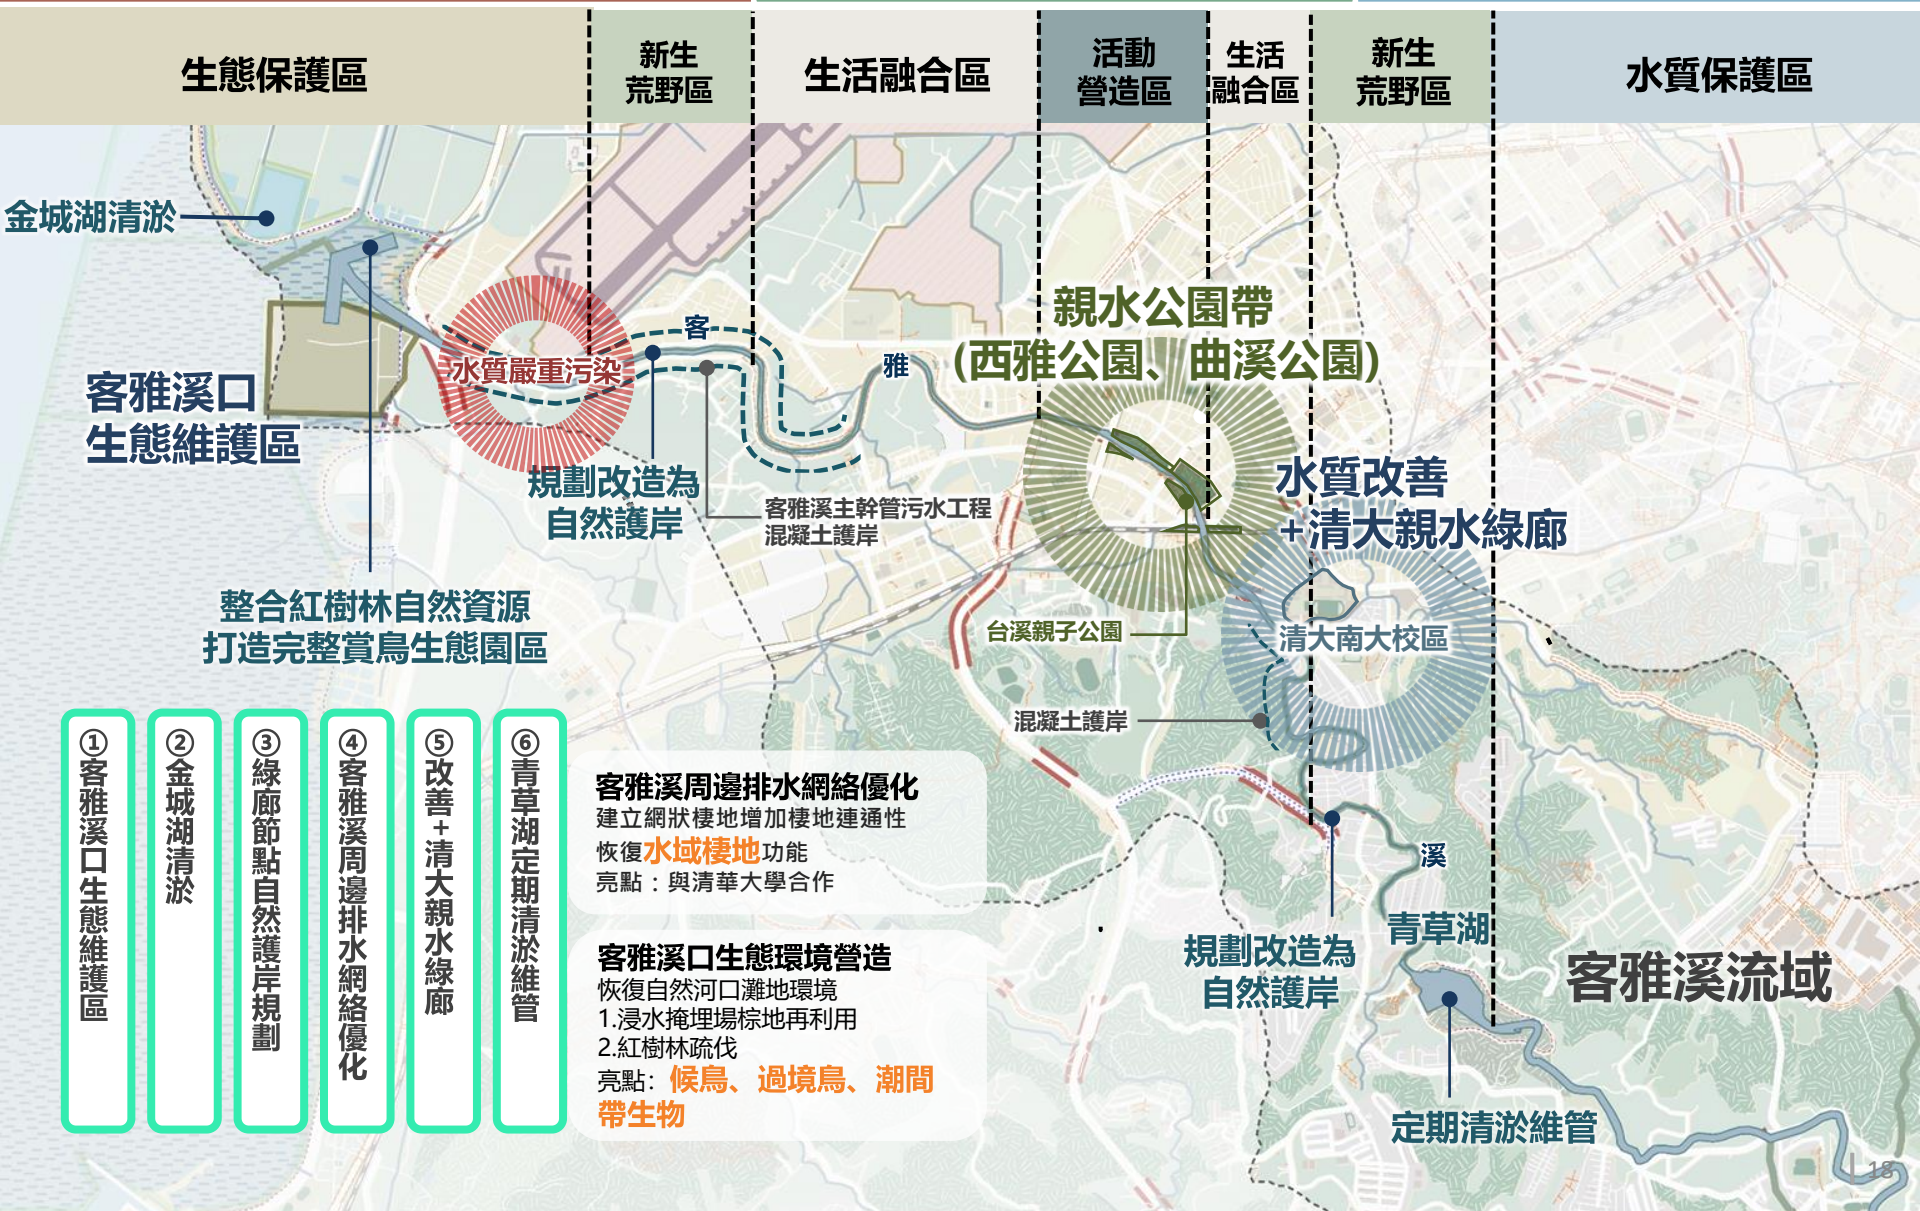 生態保護區
新生
荒野區
生活融合區
活動
營造區
生活
融合區
新生
荒野區
水質保護區
金城湖清淤
客雅溪口
生態維護區
水質嚴重污染
客
雅
溪
親水公園帶
(西雅公園、曲溪公園)
規劃改造為
自然護岸
客雅溪主幹管污水工程
混凝土護岸
水質改善
+清大親水綠廊
整合紅樹林自然資源
打造完整賞鳥生態園區
台溪親子公園
清大南大校區
混凝土護岸
①客雅溪口生態維護區
②金城湖清淤
③綠廊節點自然護岸規劃
④客雅溪周邊排水網絡優化
⑤改善+清大親水綠廊
⑥青草湖定期清淤維管
客雅溪周邊排水網絡優化
建立網狀棲地增加棲地連通性
恢復水域棲地功能
亮點：與清華大學合作
客雅溪口生態環境營造
恢復自然河口灘地環境
1.浸水掩埋場棕地再利用
2.紅樹林疏伐
亮點：候鳥、過境鳥、潮間
帶生物
規劃改造為
自然護岸
青草湖
客雅溪流域
定期清淤維管
18